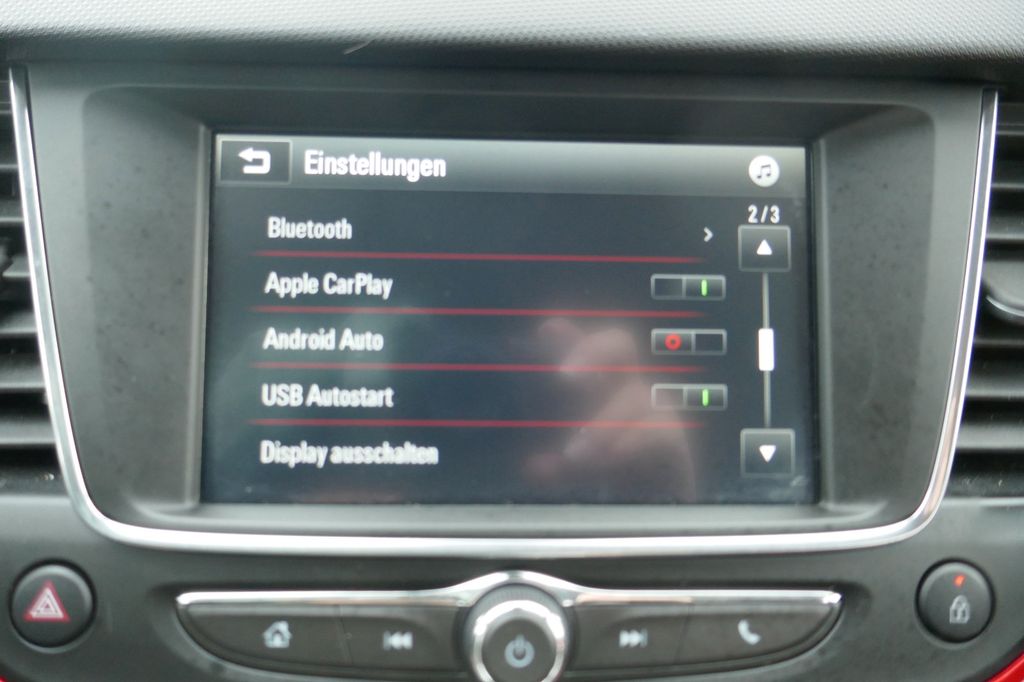 Einstellungen
2/3
Bluetooth
Apple CarPlay
Android Auto
USB Autostart
Display ausschalten